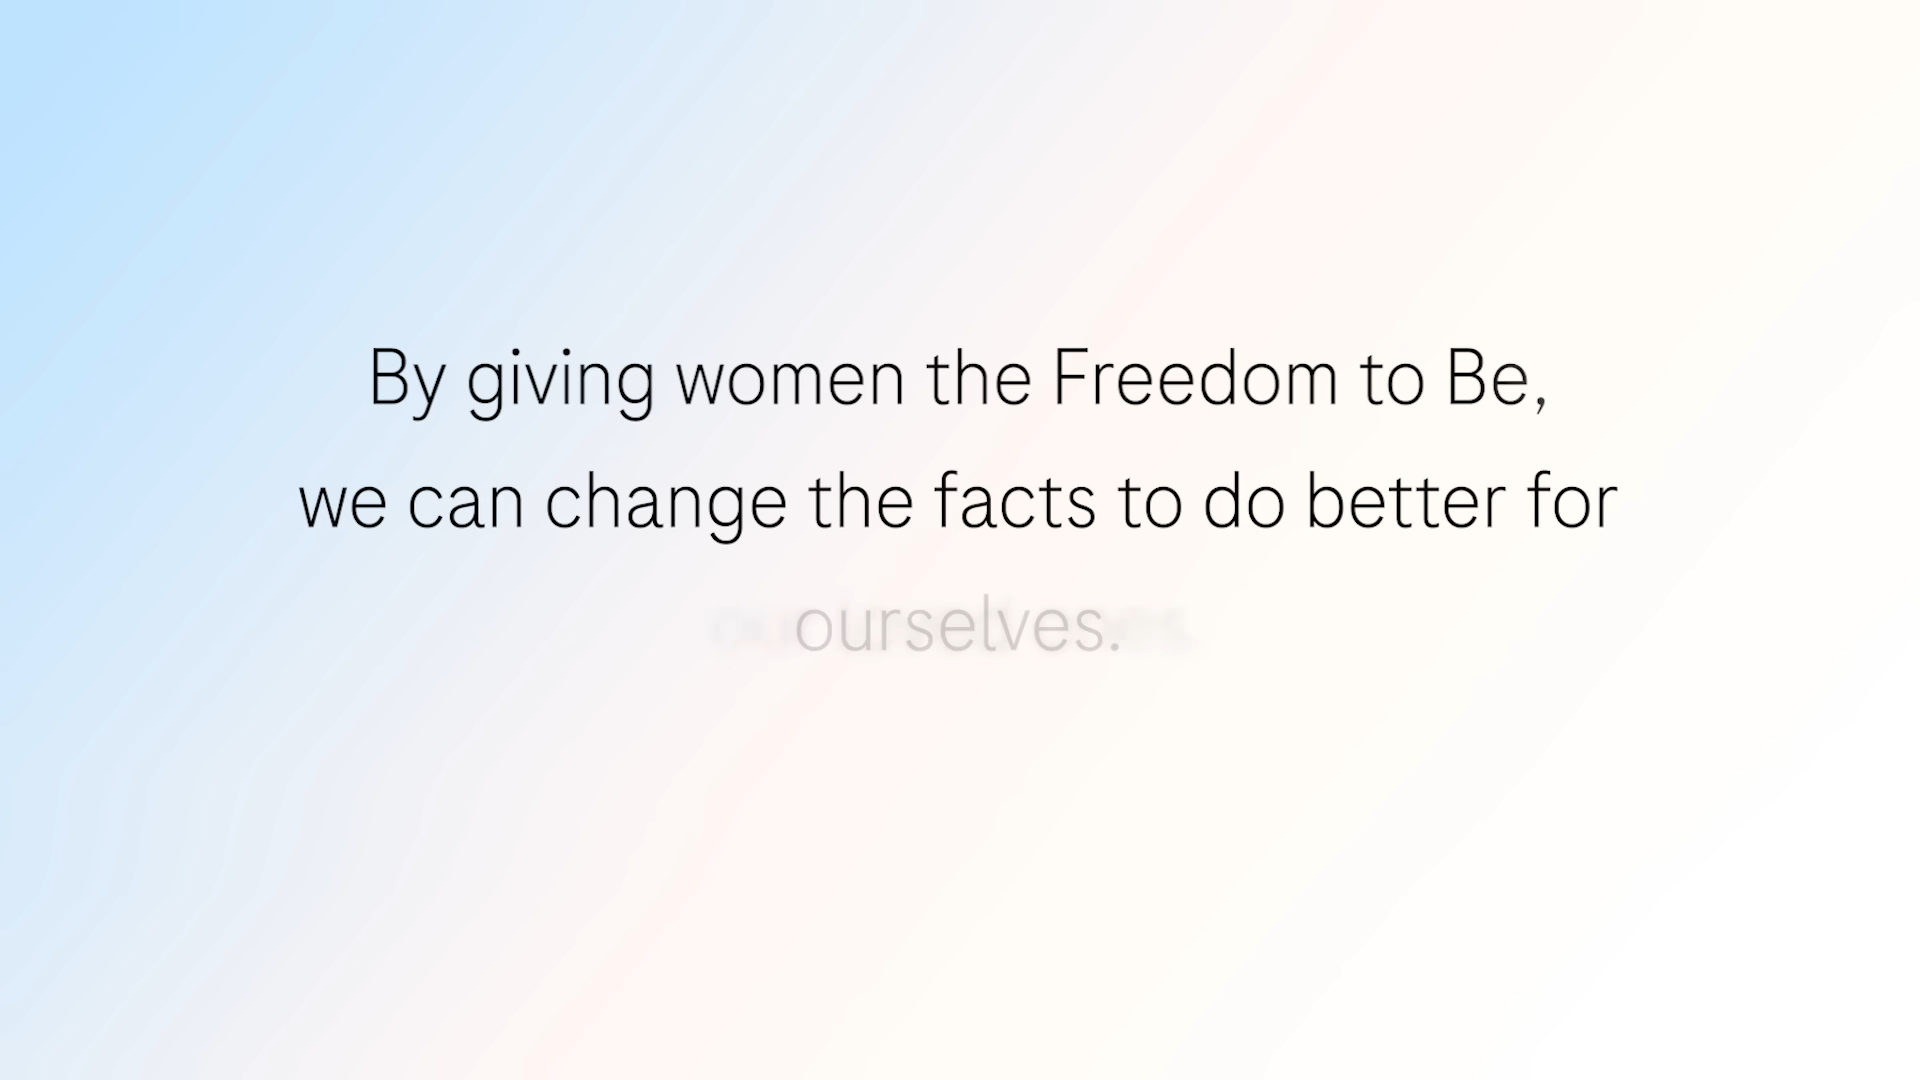 By giving women the Freedom to Be,
we can change the facts to do better for
ourselves.